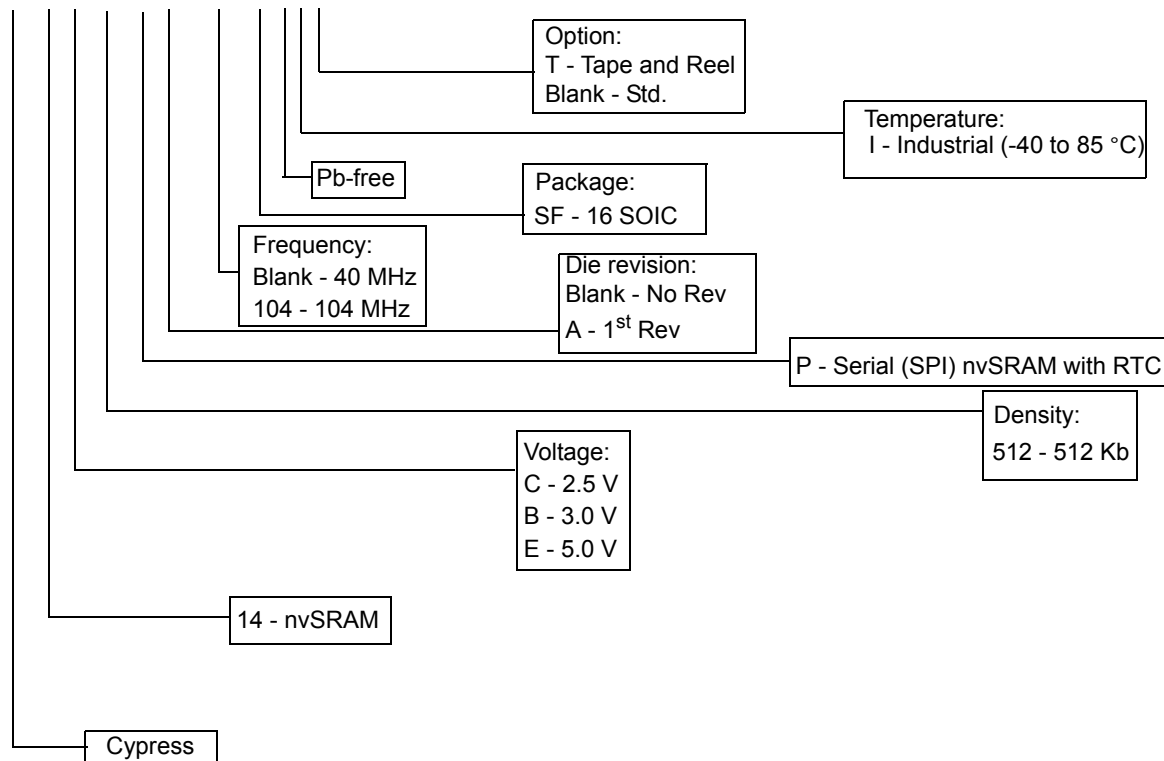 Option:
T - Tape and Reel
Blank - Std.
Temperature:
I - Industrial (-40 to 85 °C)
Pb-free
Package:
SF - 16 SOIC
Frequency:
Blank - 40 MHz
104 - 104 MHz
Die revision:
Blank - No Rev
A - 1st Rev
P - Serial (SPI) nvSRAM with RTC
Density:
512 - 512 Kb
Voltage:
C - 2.5 V
B - 3.0 V
E - 5.0 V
14 - nvSRAM
Cypress